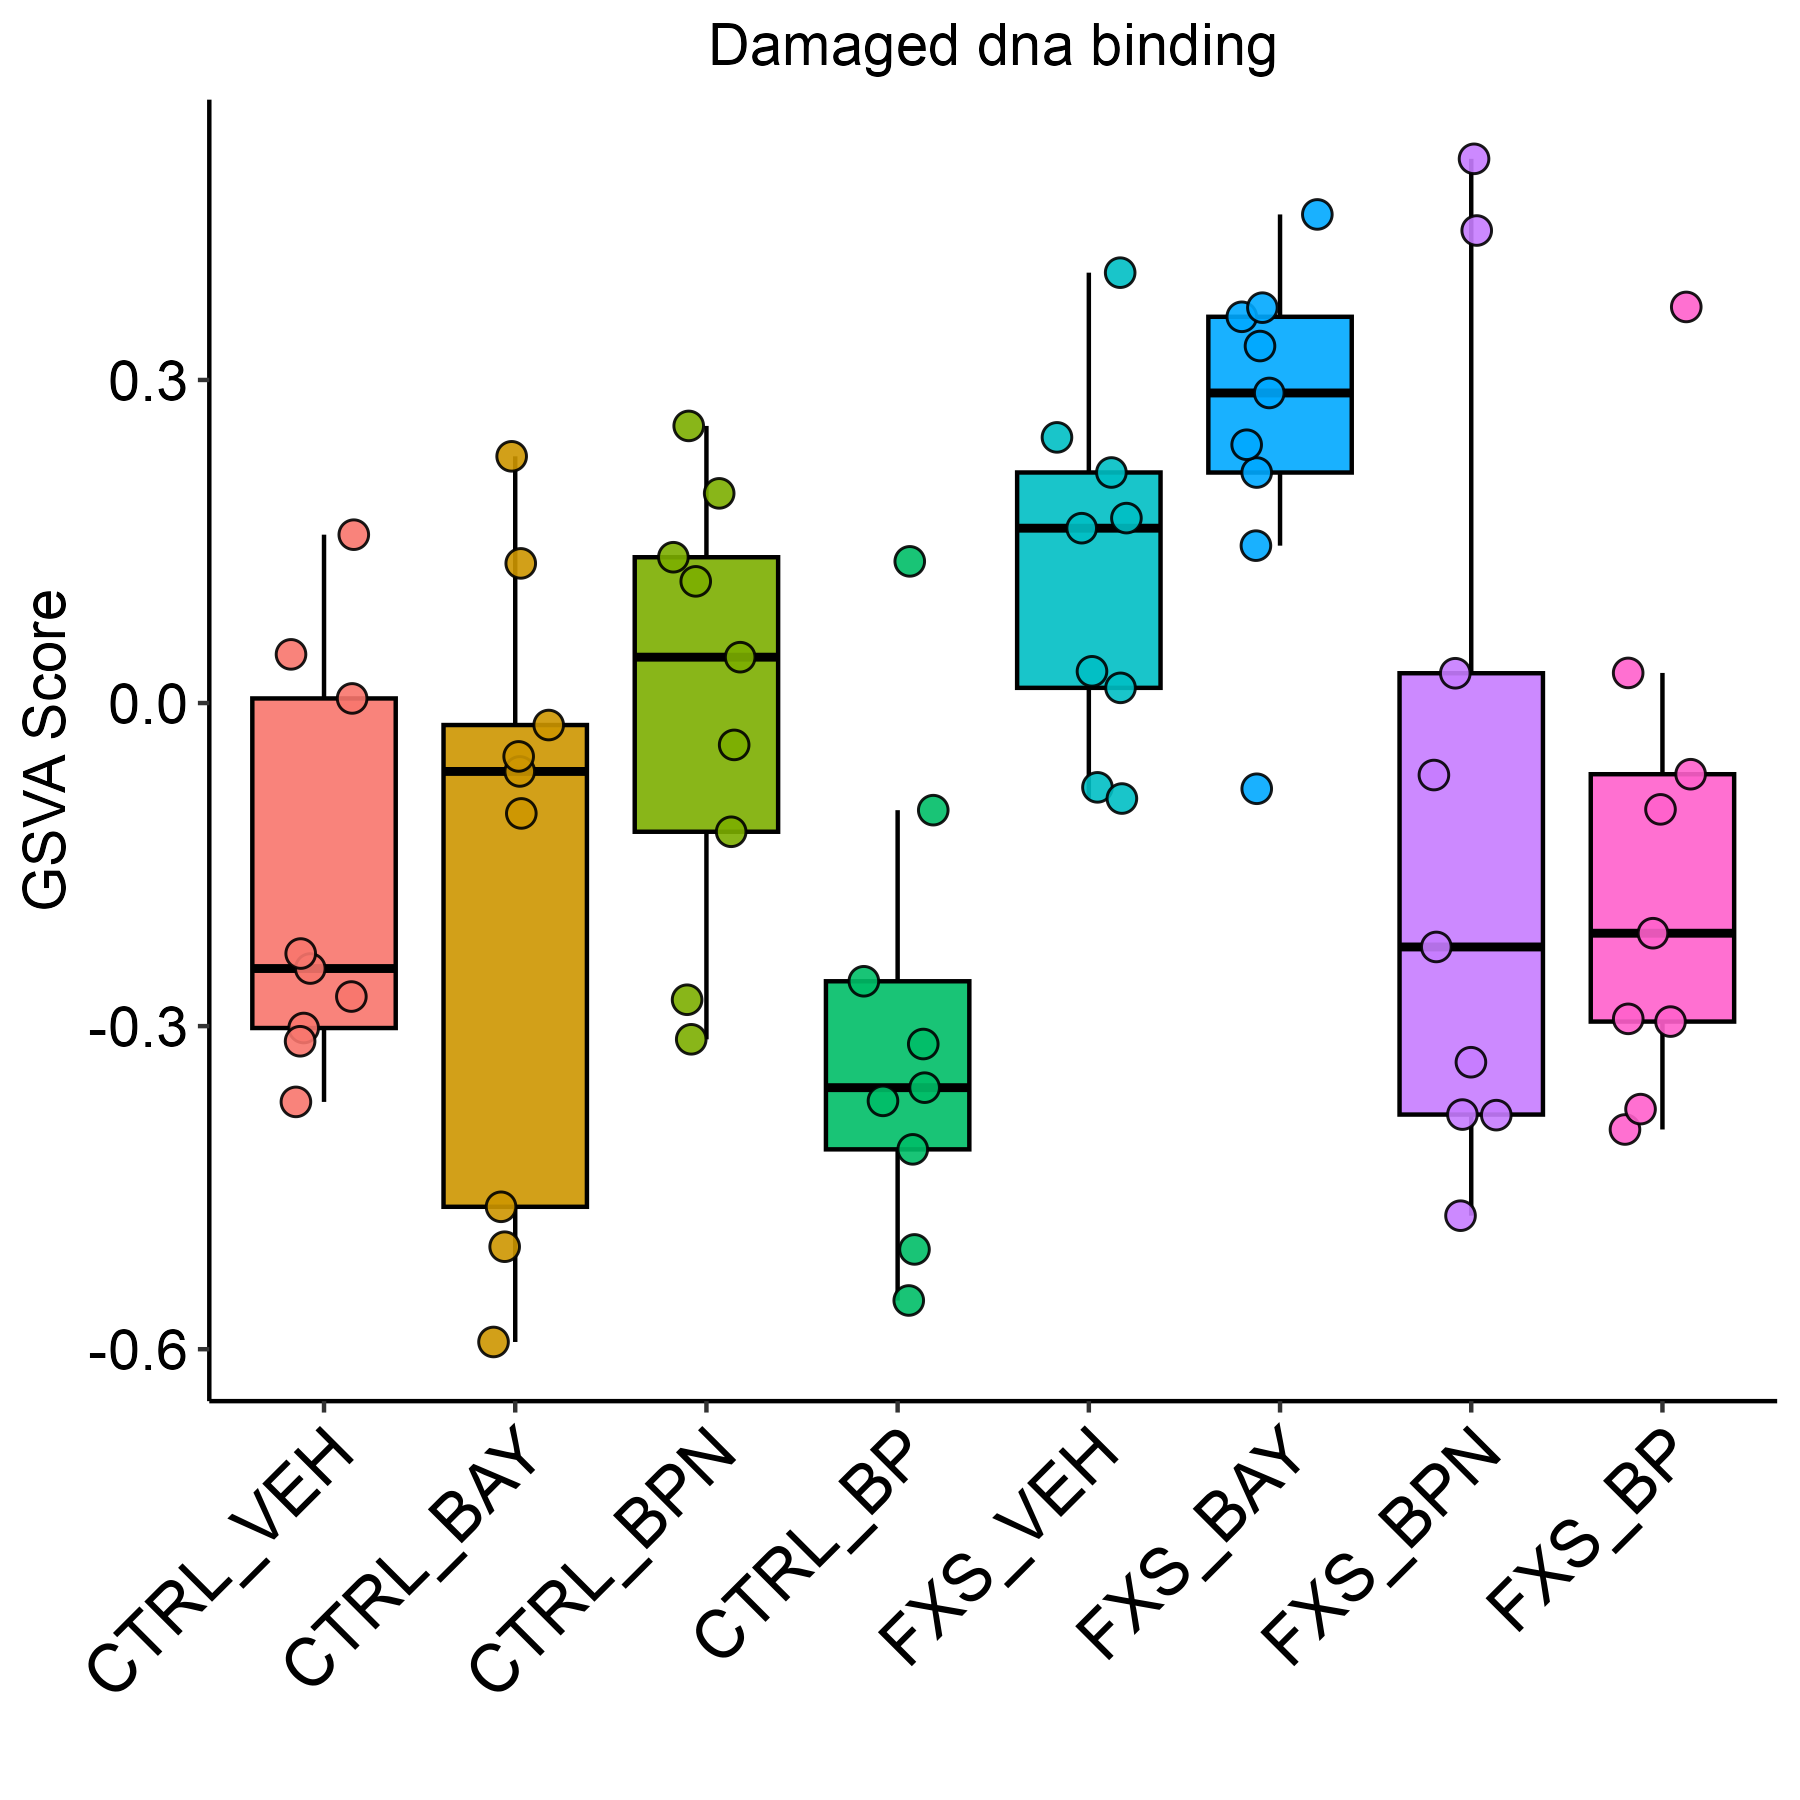 Damaged dna binding
GSVA Score
0.3
0.0
-0.3
-0.6
CTRL_VEH
CTRL_BAY
CTRL_BPN
CTRL_BP
FXS_VEH
FXS_BAY
FXS_BPN
FXS_BP